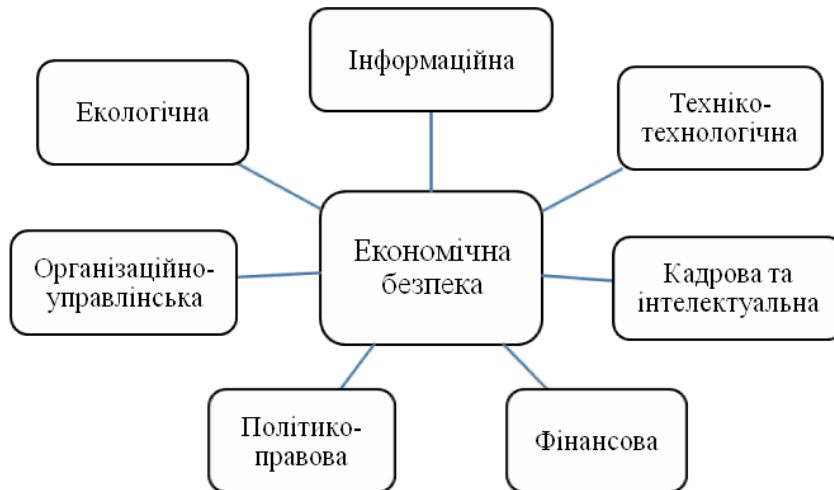 Інформаційна
Екологічна
Техніко-
технологічна
Економічна
безпека
Організаційно-
управлінська
Кадрова та
інтелектуальна
Політико-
правова
Фінансова